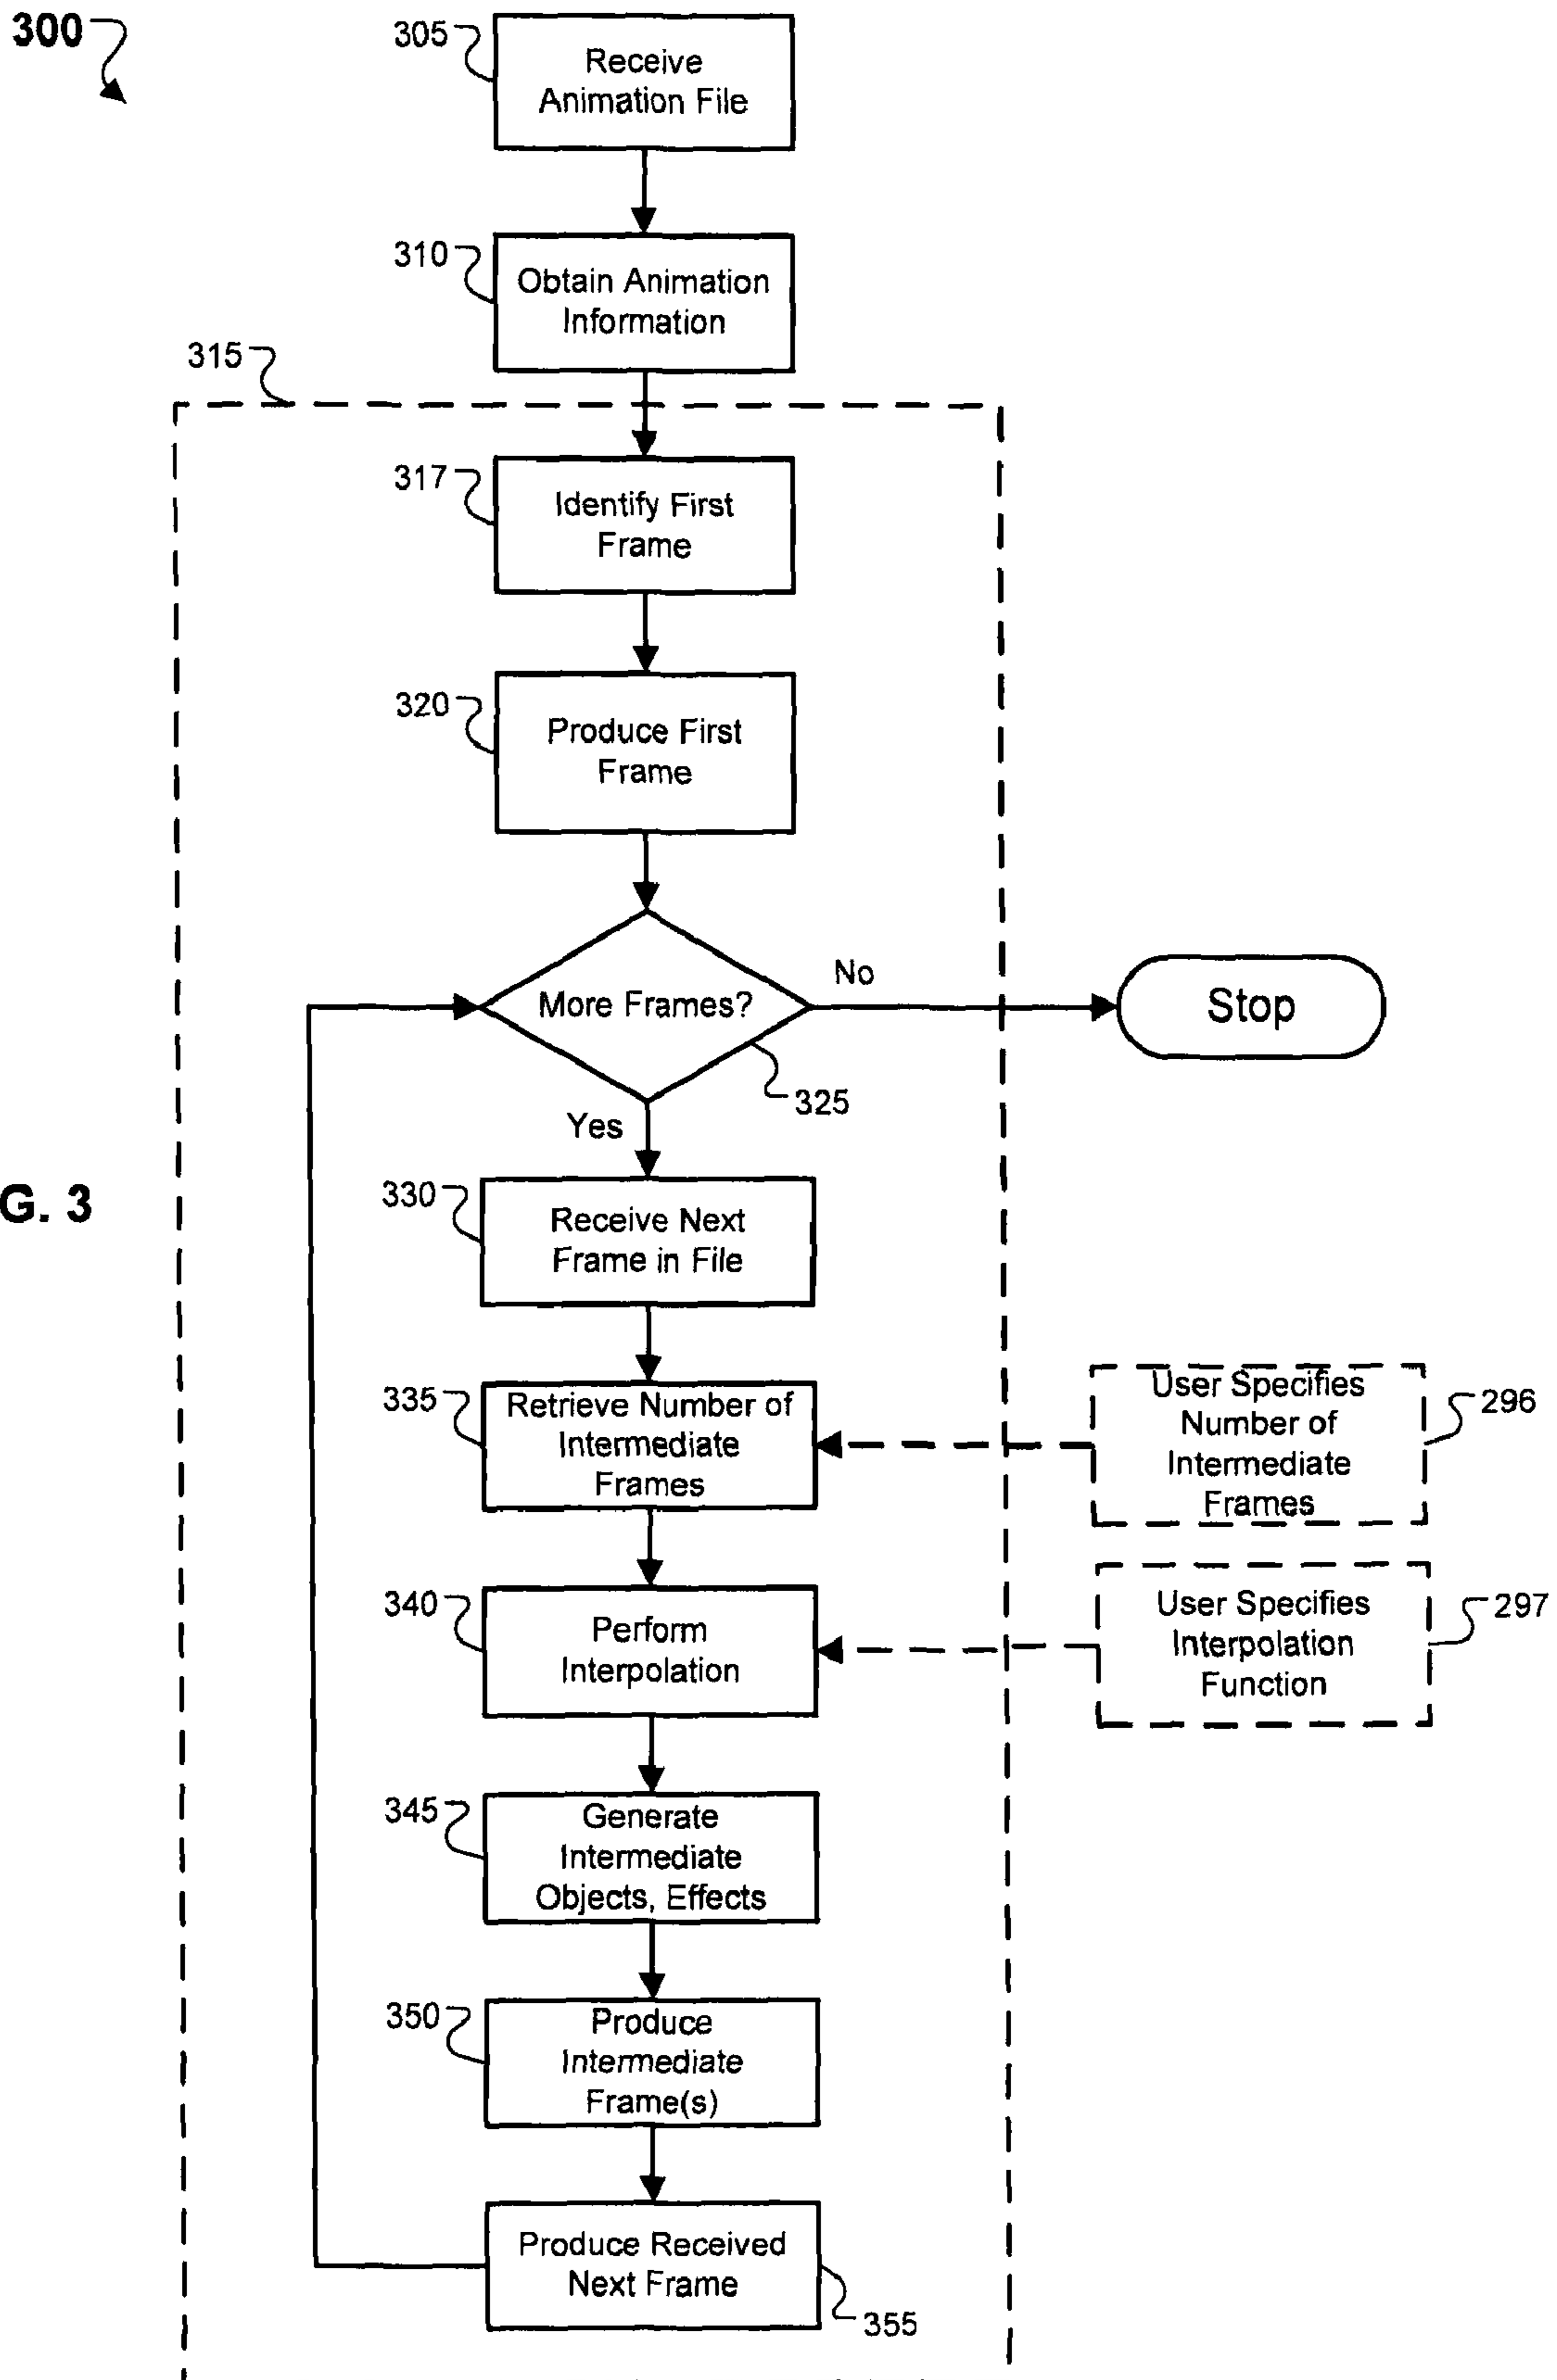 300
305
Receive
Animation File
310
Obtain Animation
Information
315
317
Identify First
Frame
320
Produce First
Frame
More Frames?
No
Stop
325
Yes
G. 3
330
Receive Next
Frame in File
335
Retrieve Number of
Intermediate
Frames
User Specifies
Number of
Intermediate
Frames
296
340
Perform
Interpolation
User Specifies
Interpolation
Function
297
345
Generate
Intermediate
Objects, Effects
350
Produce
Intermediate
Frame(s)
Produce Received
Next Frame
355